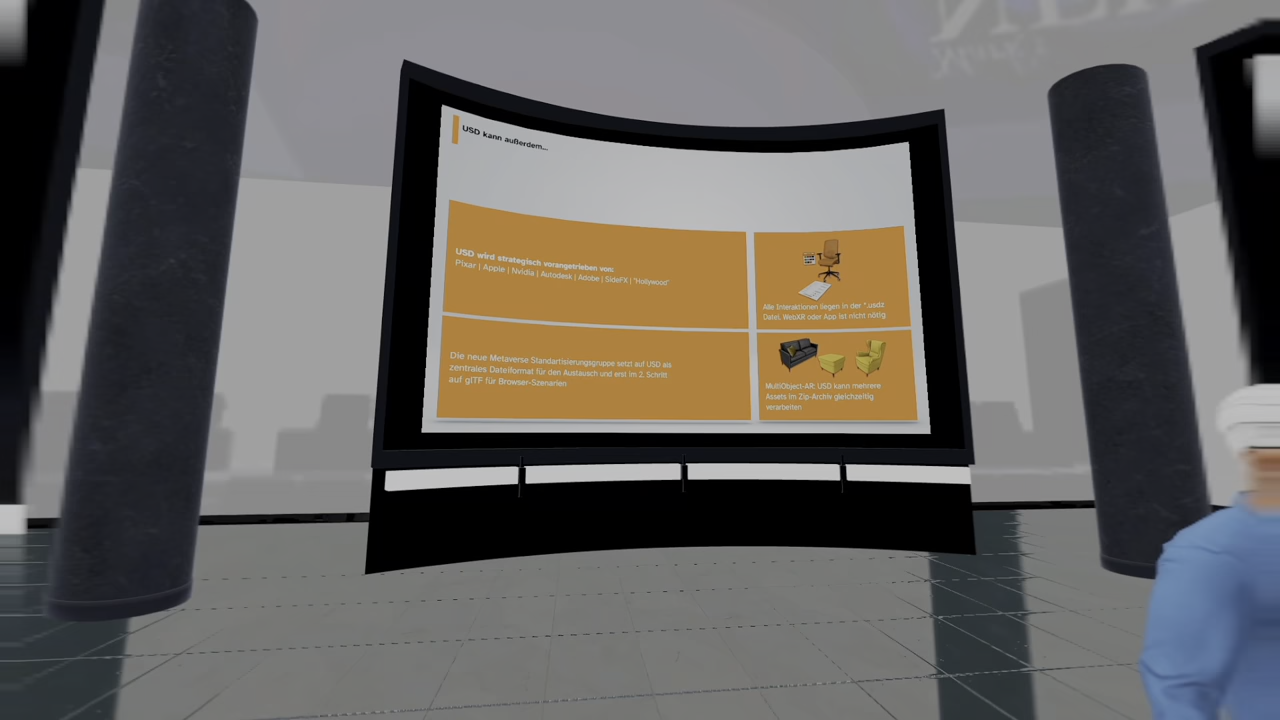 USD kann außerdem...
USD wird strategisch vorangetrieben von:
Pixar | Apple | Nvidia | Autodesk | Adobe | SideFX | "Hollywood"
Alle Interaktionen liegen in der *.usdz
Datei. WebXR oder App ist nicht nötig
Die neue Metaverse Standartisierungsgruppe setzt auf USD als
zentrales Dateiformat für den Austausch und erst im 2. Schritt
auf glTF für Browser-Szenarien
MultiObject-AR: USD kann mehrere
Assets im Zip-Archiv gleichzeitig
verarbeiten